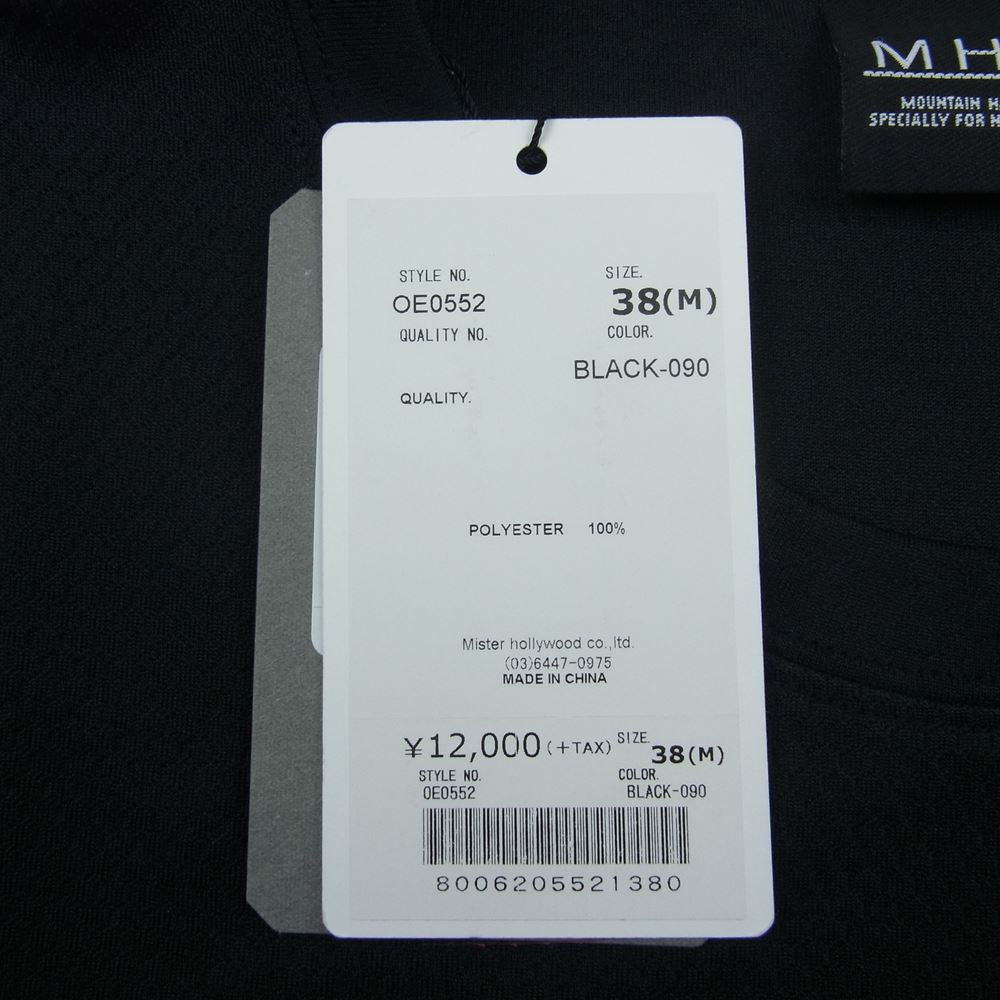 M H
MOUNTAIN
SPECIALLY FOR
STYLE NO.
OE0552
SIZE.
38(M)
QUALITY NO.
COLOR.
BLACK-090
QUALITY.
POLYESTER 100%
Mister hollywood co.,ltd.
(03)6447-0975
MADE IN CHINA
¥12,000(+TAX)
SIZE.
38(M)
STYLE NO.
OE0552
COLOR.
BLACK-090
8006205521380